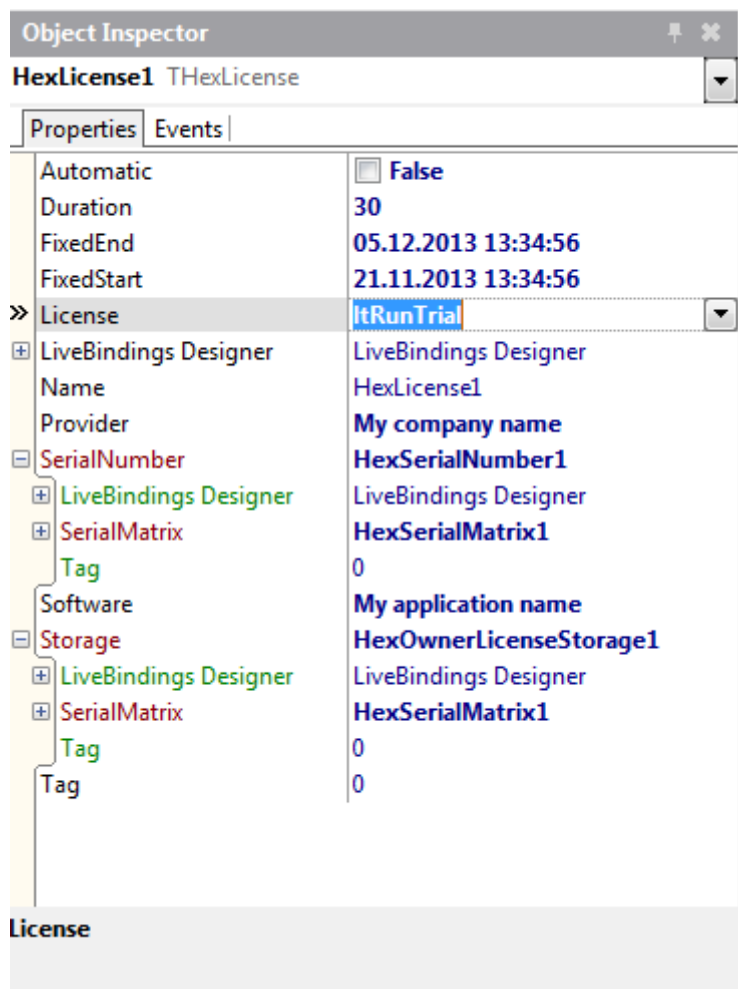 Object Inspector
HexLicense1 THexLicense
Properties Events
Automatic False
Duration 30
FixedEnd 05.12.2013 13:34:56
FixedStart 21.11.2013 13:34:56
License ltRunTrial
LiveBindings Designer LiveBindings Designer
Name HexLicense1
Provider My company name
SerialNumber HexSerialNumber1
LiveBindings Designer LiveBindings Designer
SerialMatrix HexSerialMatrix1
Tag 0
Software My application name
Storage HexOwnerLicenseStorage1
LiveBindings Designer LiveBindings Designer
SerialMatrix HexSerialMatrix1
Tag 0
Tag 0
License